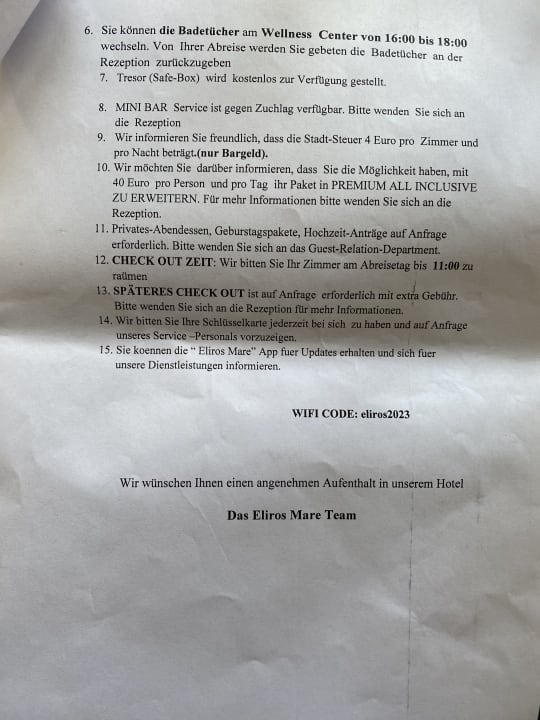 6. Sie können die Badetücher am Wellness Center von 16:00 bis 18:00
wechseln. Von Ihrer Abreise werden Sie gebeten die Badetücher an der
Rezeption zurückzugeben
7. Tresor (Safe-Box) wird kostenlos zur Verfügung gestellt.
8. MINI BAR Service ist gegen Zuchlag verfügbar. Bitte wenden Sie sich an
die Rezeption
9. Wir informieren Sie freundlich, dass die Stadt-Steuer 4 Euro pro Zimmer und
pro Nacht beträgt.(nur Bargeld).
10. Wir möchten Sie darüber informieren, dass Sie die Möglichkeit haben, mit
40 Euro pro Person und pro Tag ihr Paket in PREMIUM ALL INCLUSIVE
ZU ERWEITERN. Für mehr Informationen bitte wenden Sie sich an die
Rezeption.
11. Privates-Abendessen, Geburstagspakete, Hochzeit-Anträge auf Anfrage
erforderlich. Bitte wenden Sie sich an das Guest-Relation-Department.
12. CHECK OUT ZEIT: Wir bitten Sie Ihr Zimmer am Abreisetag bis 11:00 zu
raümen
13. SPÄTERES CHECK OUT ist auf Anfrage erforderlich mit extra Gebühr.
Bitte wenden Sie sich an die Rezeption für mehr Informationen.
14. Wir bitten Sie Ihre Schlüsselkarte jederzeit bei sich zu haben und auf Anfrage
unseres Service –Personals vorzuzeigen.
15. Sie koennen die “ Eliros Mare” App fuer Updates erhalten und sich fuer
unsere Dienstleistungen informieren.
WIFI CODE: eliros2023
Wir wünschen Ihnen einen angenehmen Aufenthalt in unserem Hotel
Das Eliros Mare Team